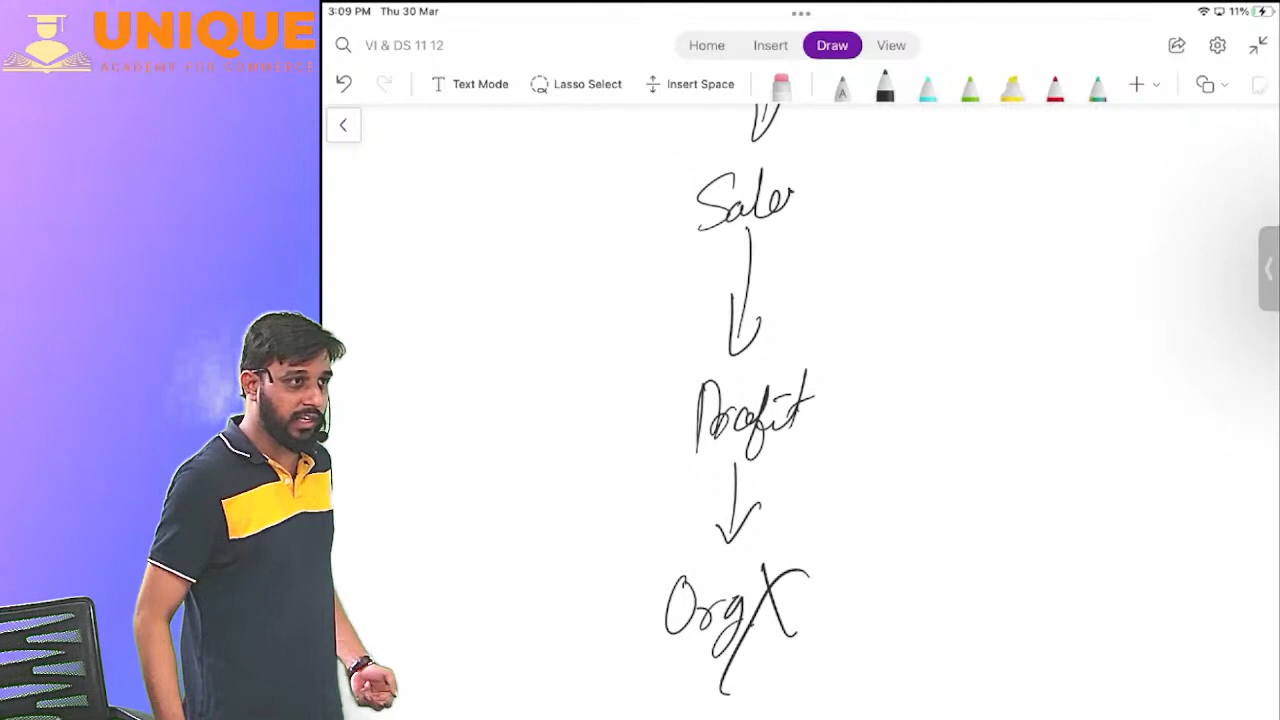 UNIQUE
ACADEMY FOR COMMERCE
3:09 PM Thu 30 Mar
11%
VI & DS 11 12
Home Insert Draw View
Text Mode Lasso Select Insert Space
A
Sales
Profit
Org X